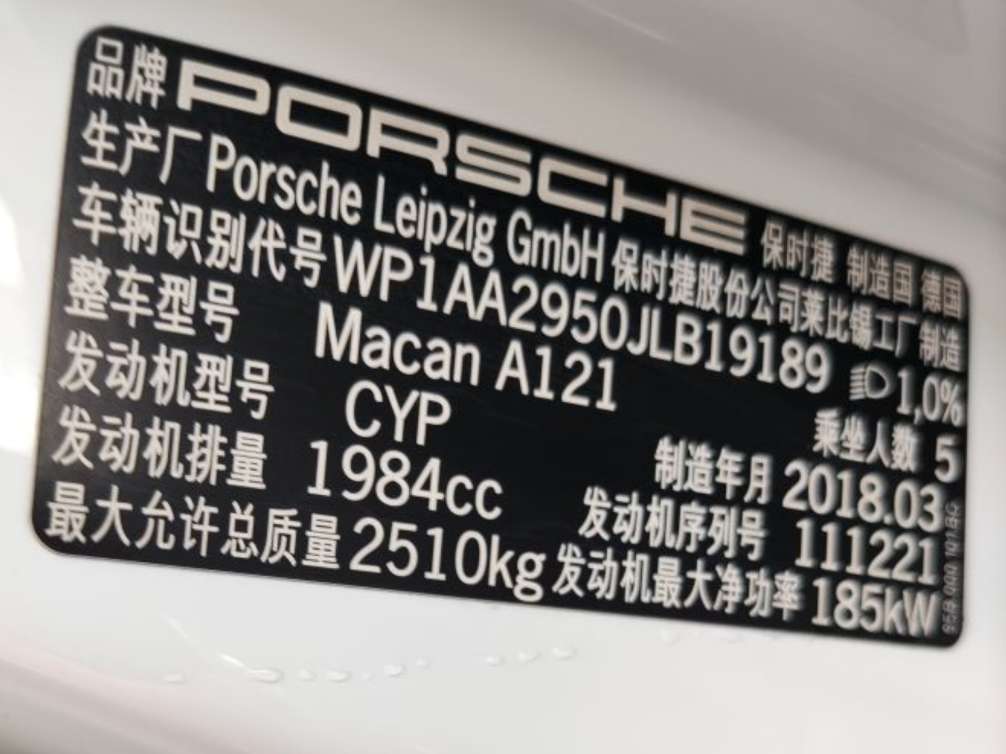 品牌 PORSCHE 保时捷 制造国 德国
生产厂 Porsche Leipzig GmbH 保时捷股份公司莱比锡工厂制造
车辆识别代号 WP1AA2950JLB19189 1,0%
整车型号 Macan A121 乘坐人数 5
发动机型号 CYP 制造年月 2018.03
发动机排量 1984cc 发动机序列号 111221
最大允许总质量 2510kg 发动机最大净功率 185kW